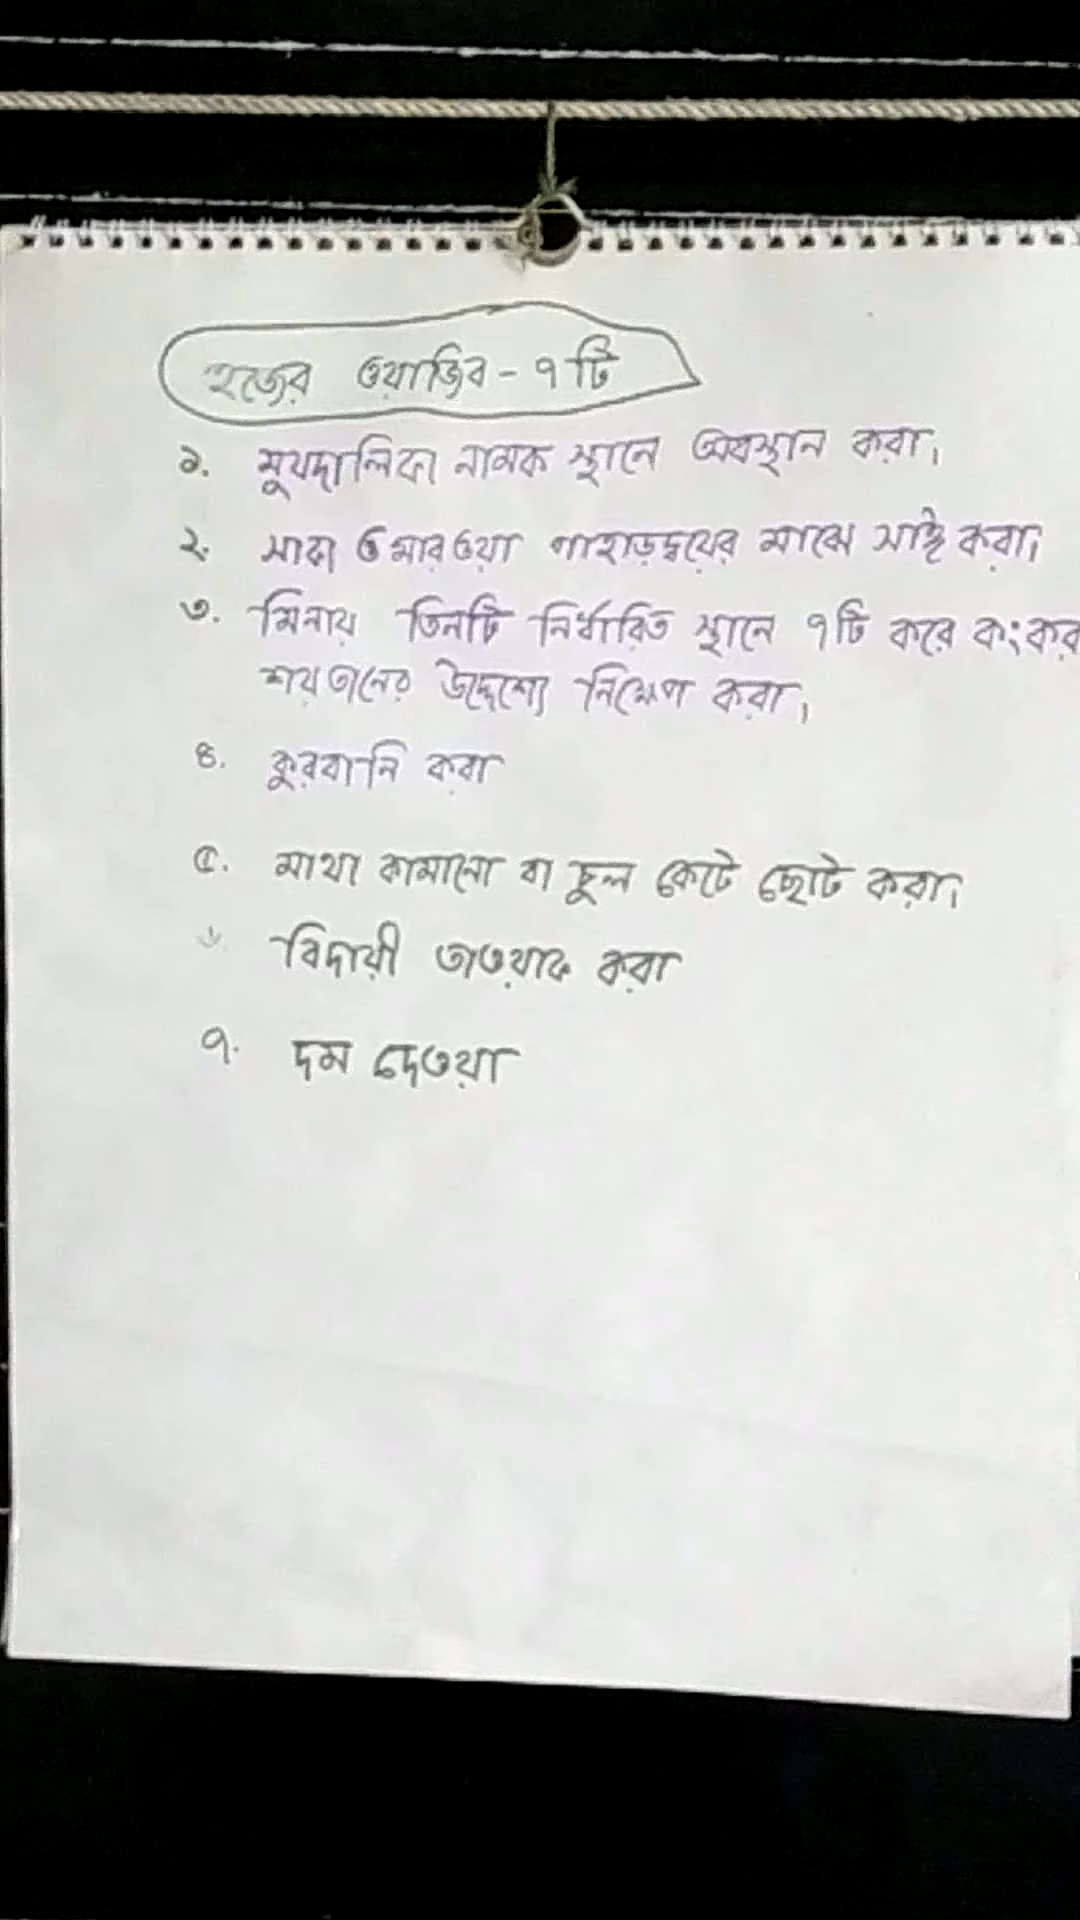 হজের ওয়াজিব - ৭টি
১. মুযদালিফা নামক স্থানে অবস্থান করা।
২. সাফা ও মারওয়া পাহাড়দ্বয়ের মাঝে সাঈ করা।
৩. মিনায় তিনটি নির্ধারিত স্থানে ৭টি করে কংকর
শয়তানের উদ্দেশ্যে নিক্ষেপ করা।
৪. কুরবানি করা
৫. মাথা কামানো বা চুল কেটে ছোট করা।
৬. বিদায়ী তাওয়াফ করা
৭. দম দেওয়া